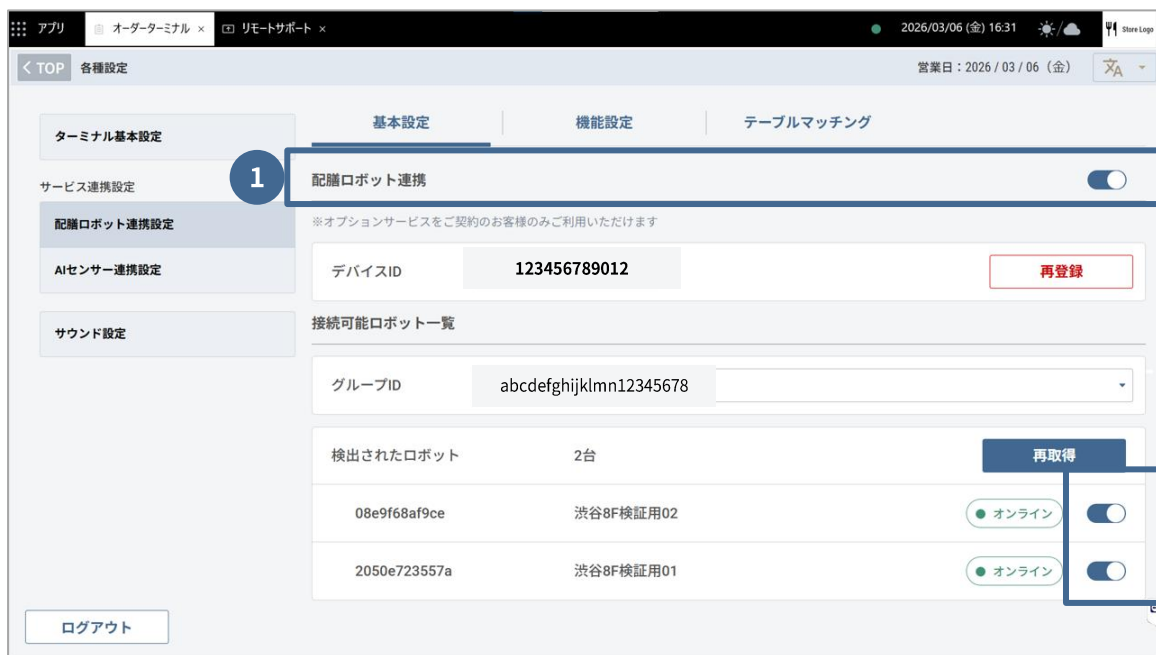 アプリ オーダーターミナル × リモートサポート × 2026/03/06 (金) 16:31 Store Logo
< TOP 各種設定 営業日：2026 / 03 / 06（金）
ターミナル基本設定
サービス連携設定
配膳ロボット連携設定
AIセンサー連携設定
サウンド設定
ログアウト
基本設定 機能設定 テーブルマッチング
1 配膳ロボット連携
※オプションサービスをご契約のお客様のみご利用いただけます
デバイスID 123456789012 再登録
接続可能ロボット一覧
グループID abcdefghijklmn12345678
検出されたロボット 2台 再取得
08e9f68af9ce 渋谷8F検証用02 オンライン
2050e723557a 渋谷8F検証用01 オンライン